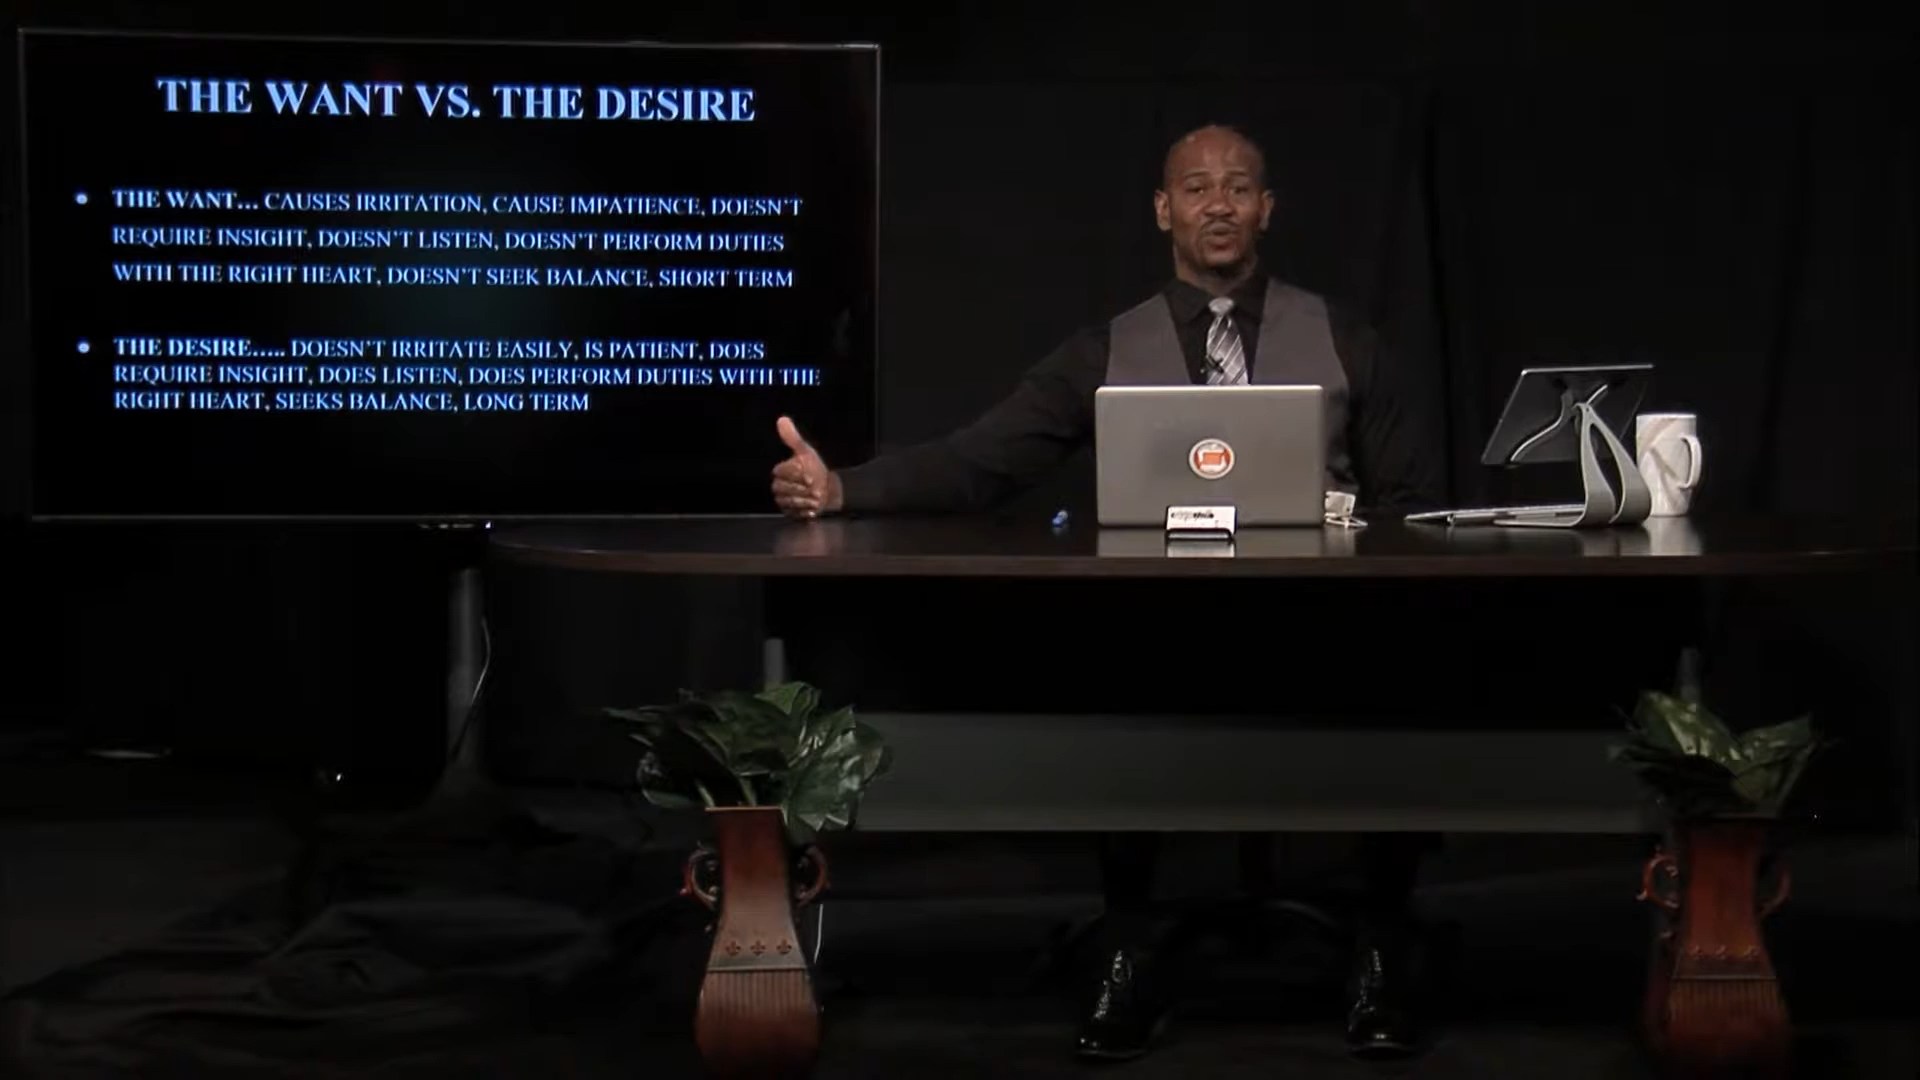 THE WANT VS. THE DESIRE
• THE WANT... CAUSES IRRITATION, CAUSE IMPATIENCE, DOESN'T
REQUIRE INSIGHT, DOESN'T LISTEN, DOESN'T PERFORM DUTIES
WITH THE RIGHT HEART, DOESN'T SEEK BALANCE, SHORT TERM
• THE DESIRE..... DOESN'T IRRITATE EASILY, IS PATIENT, DOES
REQUIRE INSIGHT, DOES LISTEN, DOES PERFORM DUTIES WITH THE
RIGHT HEART, SEEKS BALANCE, LONG TERM